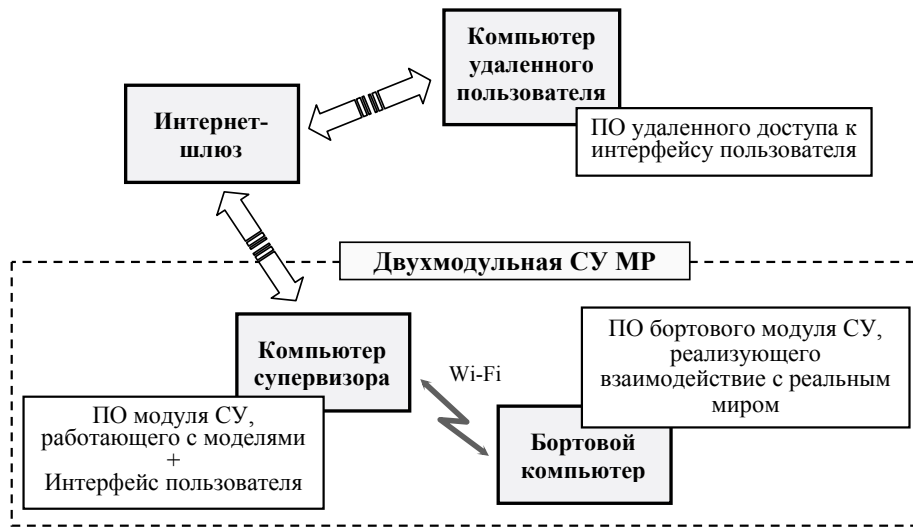 Компьютер
удаленного
пользователя
ПО удаленного доступа к
интерфейсу пользователя
Интернет-
шлюз
Двухмодульная СУ МР
Компьютер
супервизора
ПО модуля СУ,
работающего с моделями
+
Интерфейс пользователя
Wi-Fi
ПО бортового модуля СУ,
реализующего
взаимодействие с реальным
миром
Бортовой
компьютер